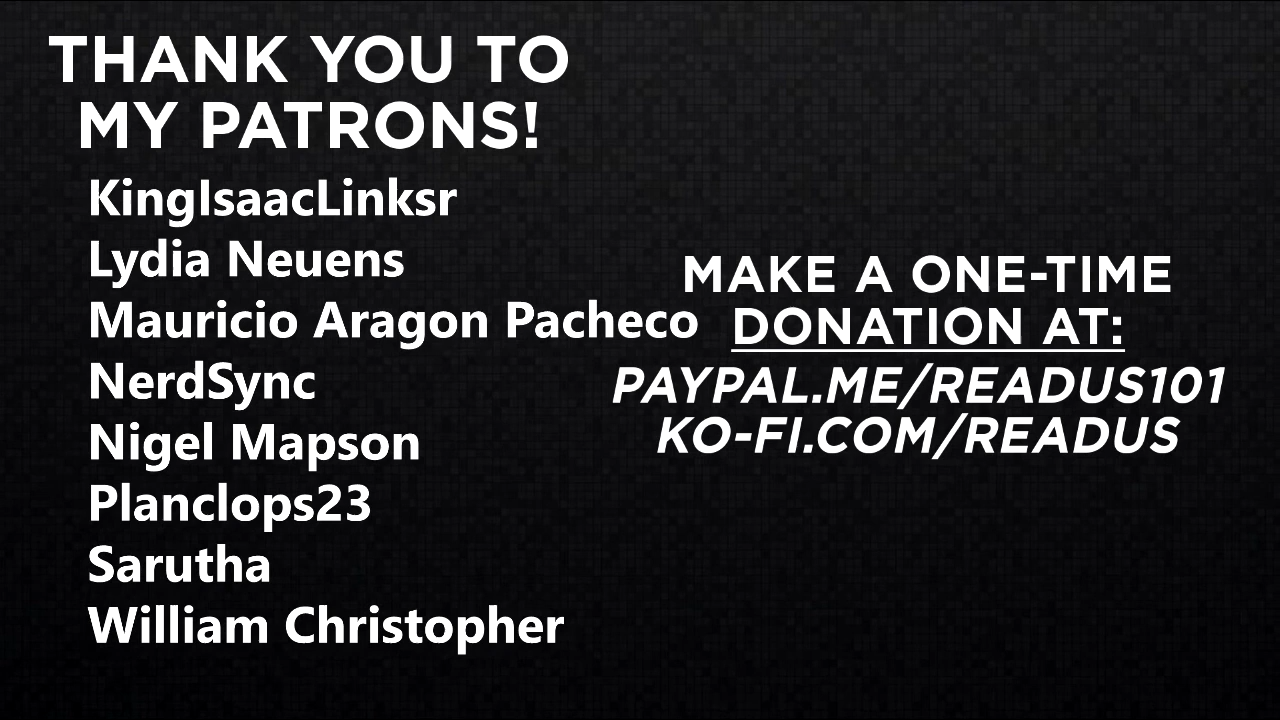 THANK YOU TO
MY PATRONS!
KingIsaacLinksr
Lydia Neuens
Mauricio Aragon Pacheco
NerdSync
Nigel Mapson
Planclops23
Sarutha
William Christopher
MAKE A ONE-TIME
DONATION AT:
PAYPAL.ME/READUS101
KO-FI.COM/READUS